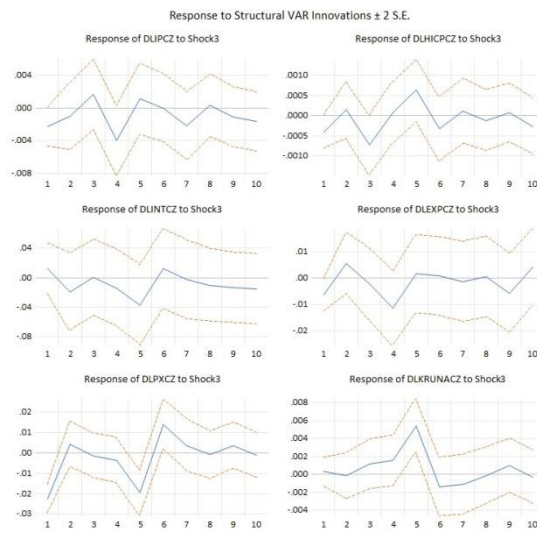 Response to Structural VAR Innovations ± 2 S.E.
Response of DLIPCZ to Shock3
.004
.000
-.004
-.008
1 2 3 4 5 6 7 8 9 10
Response of DLHICPCZ to Shock3
.0010
.0005
.0000
-.0005
-.0010
1 2 3 4 5 6 7 8 9 10
Response of DLINTCZ to Shock3
.04
.00
-.04
-.08
1 2 3 4 5 6 7 8 9 10
Response of DLEXPCZ to Shock3
.01
.00
-.01
-.02
1 2 3 4 5 6 7 8 9 10
Response of DLPXCZ to Shock3
.02
.01
.00
-.01
-.02
-.03
1 2 3 4 5 6 7 8 9 10
Response of DLKRUNACZ to Shock3
.008
.006
.004
.002
.000
-.002
-.004
1 2 3 4 5 6 7 8 9 10